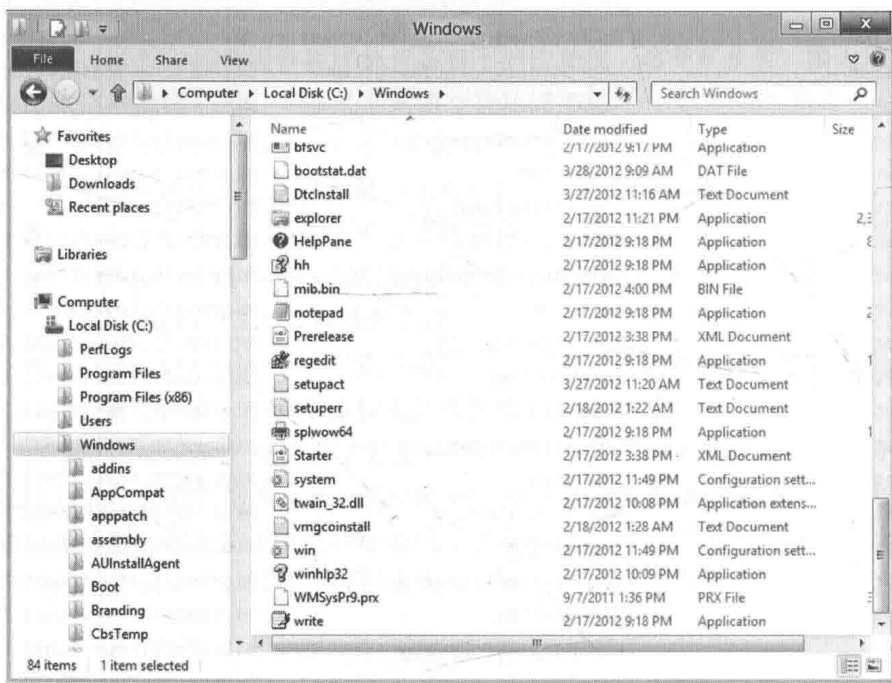 Windows
File Home Share View
Computer Local Disk (C:) Windows Search Windows
Favorites
Desktop
Downloads
Recent places
Libraries
Computer
Local Disk (C:)
PerfLogs
Program Files
Program Files (x86)
Users
Windows
addins
AppCompat
apppatch
assembly
AUInstallAgent
Boot
Branding
CbsTemp
Name Date modified Type Size
bfsvc 2/17/2012 9:17 PM Application
bootstat.dat 3/28/2012 9:09 AM DAT File
DtcInstall 3/27/2012 11:16 AM Text Document
explorer 2/17/2012 11:21 PM Application
HelpPane 2/17/2012 9:18 PM Application
hh 2/17/2012 9:18 PM Application
mib.bin 2/17/2012 4:00 PM BIN File
notepad 2/17/2012 9:18 PM Application
Prerelease 2/17/2012 3:38 PM XML Document
regedit 2/17/2012 9:18 PM Application
setupact 3/27/2012 11:20 AM Text Document
setuperr 2/18/2012 1:22 AM Text Document
splwow64 2/17/2012 9:18 PM Application
Starter 2/17/2012 3:38 PM XML Document
system 2/17/2012 11:49 PM Configuration sett...
twain_32.dll 2/17/2012 10:08 PM Application extens...
vmgcoinstall 2/18/2012 1:28 AM Text Document
win 2/17/2012 11:49 PM Configuration sett...
winhlp32 2/17/2012 10:09 PM Application
WMSysPr9.prx 9/7/2011 1:36 PM PRX File
write 2/17/2012 9:18 PM Application
84 items 1 item selected